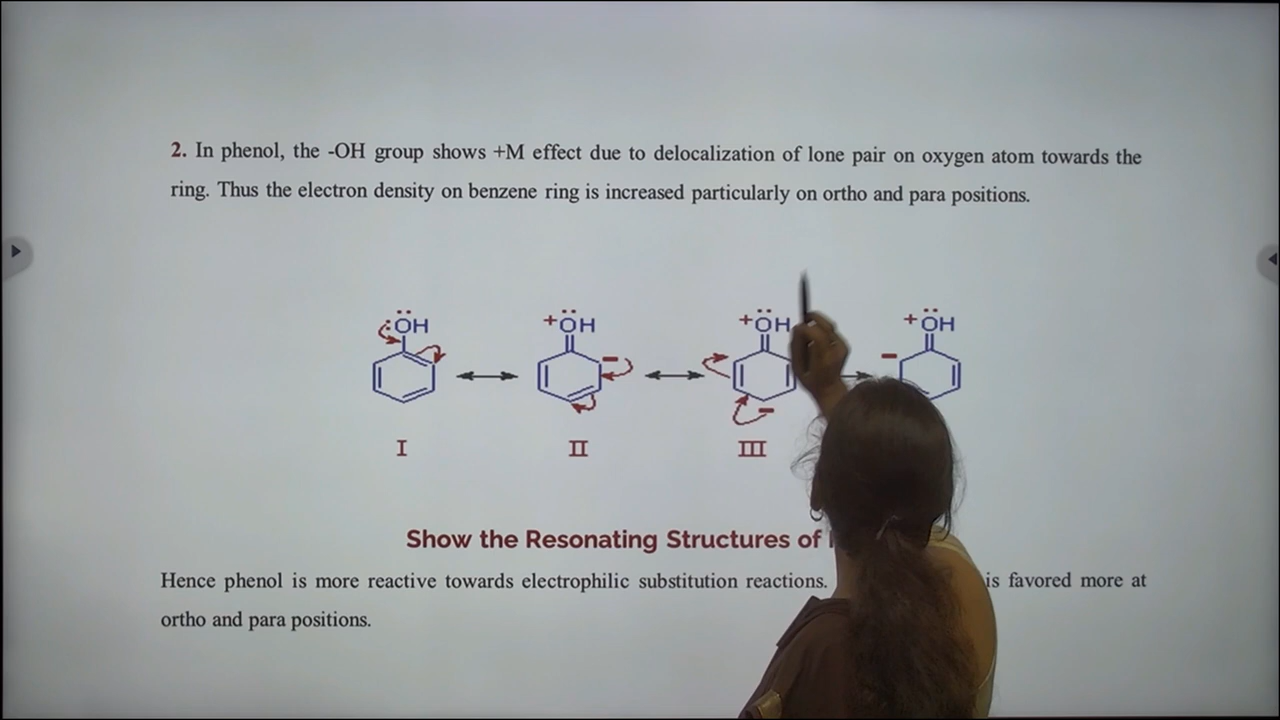 2. In phenol, the -OH group shows +M effect due to delocalization of lone pair on oxygen atom towards the
ring. Thus the electron density on benzene ring is increased particularly on ortho and para positions.
:ÖH +ÖH +ÖH +ÖH
− − −
I II III
Show the Resonating Structures of
Hence phenol is more reactive towards electrophilic substitution reactions. is favored more at
ortho and para positions.